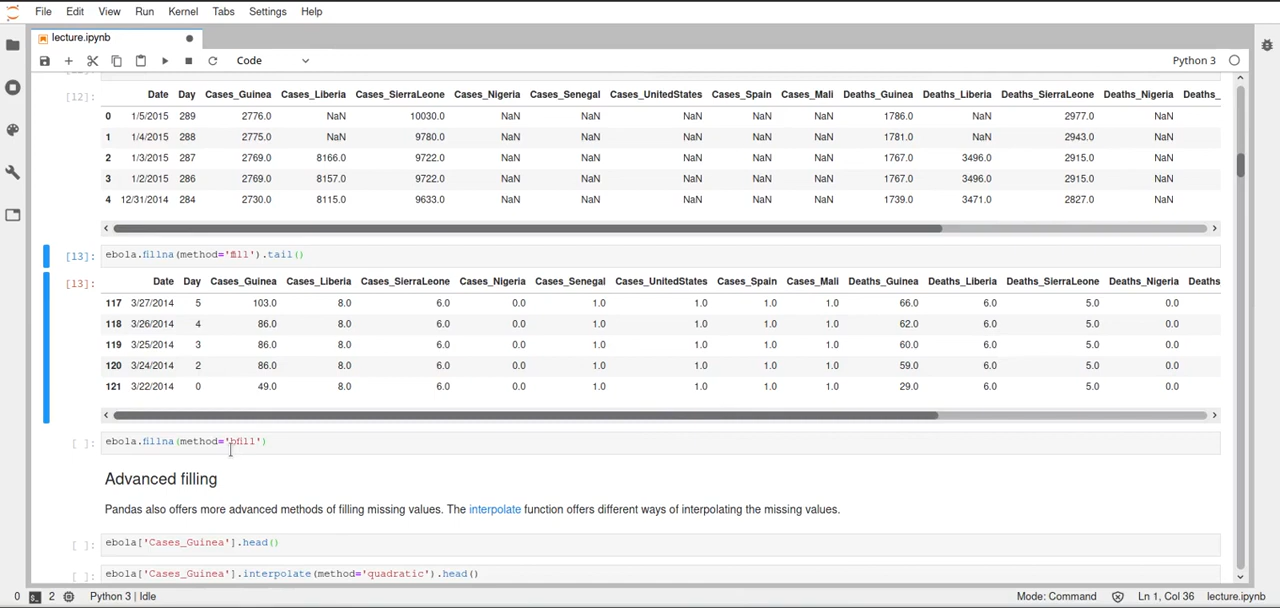 File Edit View Run Kernel Tabs Settings Help
lecture.ipynb
Code Python 3
[12]: Date Day Cases_Guinea Cases_Liberia Cases_SierraLeone Cases_Nigeria Cases_Senegal Cases_UnitedStates Cases_Spain Cases_Mali Deaths_Guinea Deaths_Liberia Deaths_SierraLeone Deaths_Nigeria Deaths_
0 1/5/2015 289 2776.0 NaN 10030.0 NaN NaN NaN NaN NaN 1786.0 NaN 2977.0 NaN
1 1/4/2015 288 2775.0 NaN 9780.0 NaN NaN NaN NaN NaN 1781.0 NaN 2943.0 NaN
2 1/3/2015 287 2769.0 8166.0 9722.0 NaN NaN NaN NaN NaN 1767.0 3496.0 2915.0 NaN
3 1/2/2015 286 2769.0 8157.0 9722.0 NaN NaN NaN NaN NaN 1767.0 3496.0 2915.0 NaN
4 12/31/2014 284 2730.0 8115.0 9633.0 NaN NaN NaN NaN NaN 1739.0 3471.0 2827.0 NaN
[13]: ebola.fillna(method='ffill').tail()
[13]: Date Day Cases_Guinea Cases_Liberia Cases_SierraLeone Cases_Nigeria Cases_Senegal Cases_UnitedStates Cases_Spain Cases_Mali Deaths_Guinea Deaths_Liberia Deaths_SierraLeone Deaths_Nigeria Deaths
117 3/27/2014 5 103.0 8.0 6.0 0.0 1.0 1.0 1.0 1.0 66.0 6.0 5.0 0.0
118 3/26/2014 4 86.0 8.0 6.0 0.0 1.0 1.0 1.0 1.0 62.0 6.0 5.0 0.0
119 3/25/2014 3 86.0 8.0 6.0 0.0 1.0 1.0 1.0 1.0 60.0 6.0 5.0 0.0
120 3/24/2014 2 86.0 8.0 6.0 0.0 1.0 1.0 1.0 1.0 59.0 6.0 5.0 0.0
121 3/22/2014 0 49.0 8.0 6.0 0.0 1.0 1.0 1.0 1.0 29.0 6.0 5.0 0.0
[ ]: ebola.fillna(method='bfill')
Advanced filling
Pandas also offers more advanced methods of filling missing values. The interpolate function offers different ways of interpolating the missing values.
[ ]: ebola['Cases_Guinea'].head()
[ ]: ebola['Cases_Guinea'].interpolate(method='quadratic').head()
0 2 Python 3 | Idle Mode: Command Ln 1, Col 36 lecture.ipynb